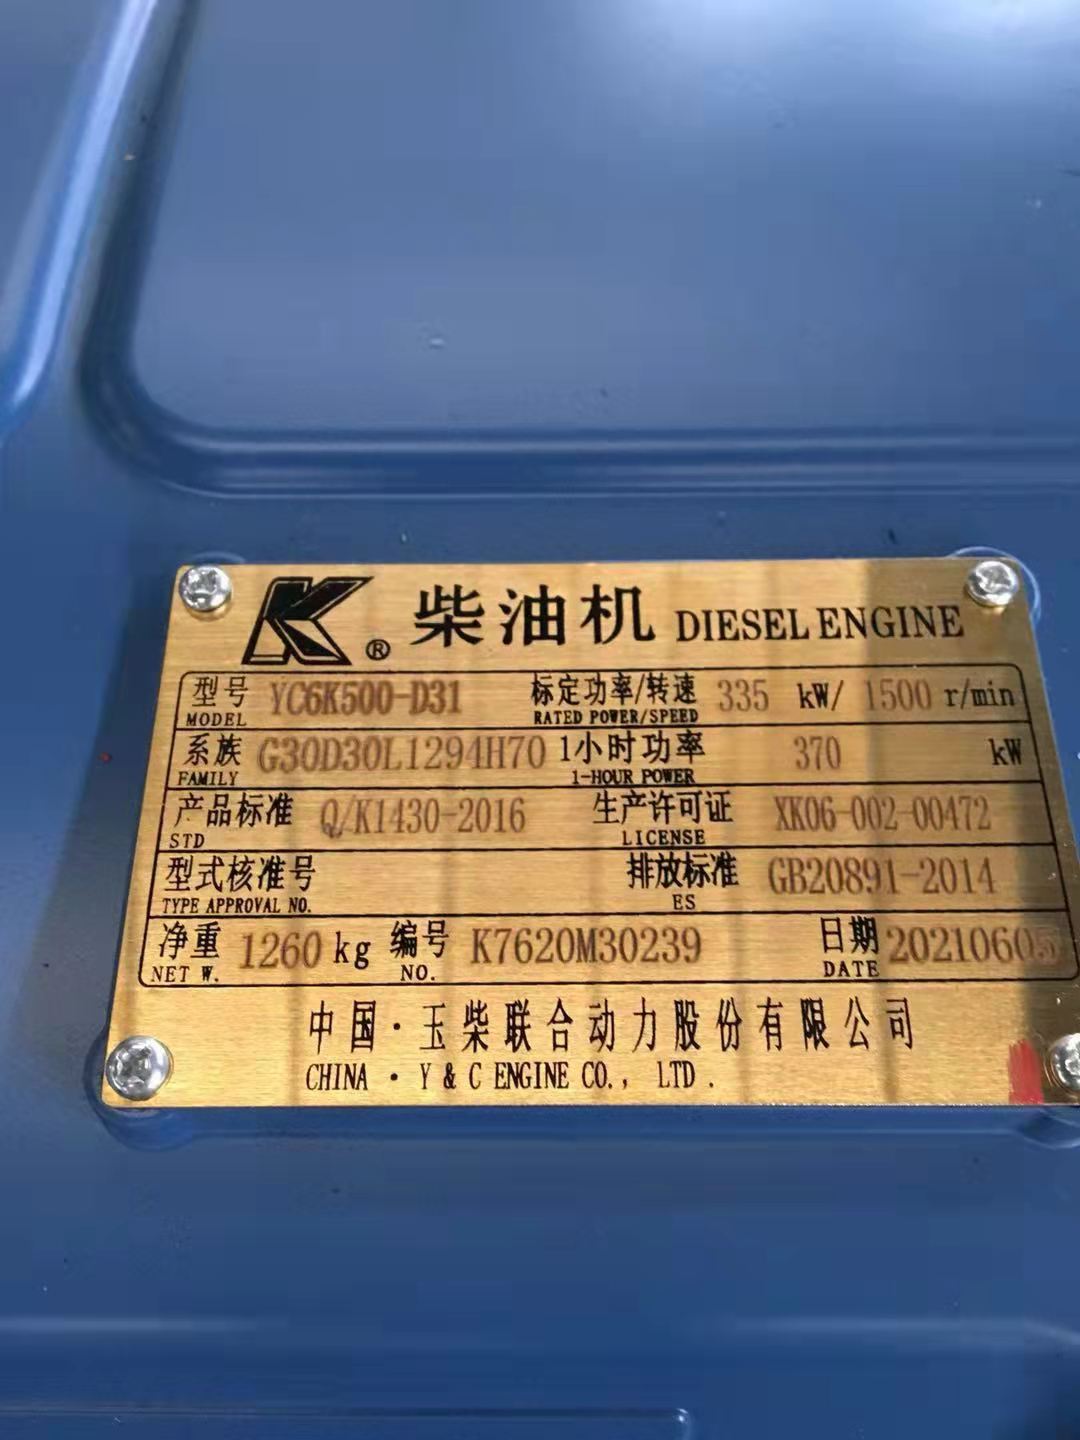 K® 柴油机 DIESEL ENGINE
型号 YC6K500-D31 标定功率/转速 335 kW/ 1500 r/min
MODEL RATED POWER/SPEED
系族 G30D30L1294H70 1小时功率 370 kW
FAMILY 1-HOUR POWER
产品标准 Q/K1430-2016 生产许可证 XK06-002-00472
STD LICENSE
型式核准号 排放标准 GB20891-2014
TYPE APPROVAL NO. ES
净重 1260 kg 编号 K7620M30239 日期 20210605
NET W. NO. DATE
中国·玉柴联合动力股份有限公司
CHINA · Y & C ENGINE CO., LTD.